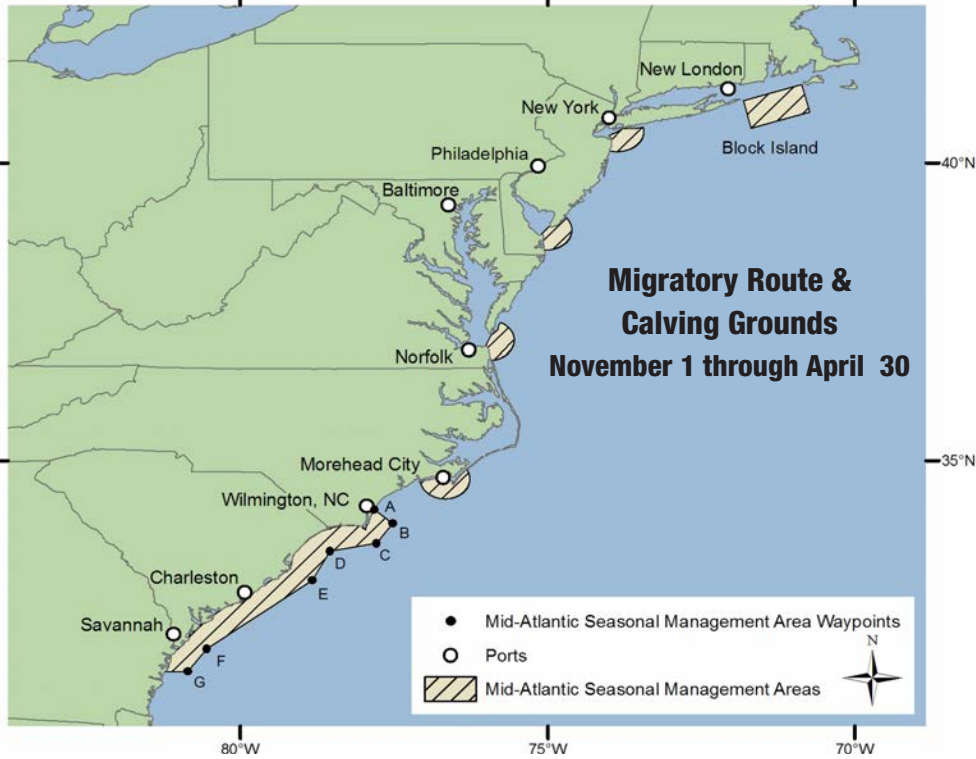 New London
New York
Block Island
Philadelphia
40°N
Baltimore
Migratory Route &
Calving Grounds
November 1 through April 30
Norfolk
35°N
Morehead City
Wilmington, NC
A
B
C
D
E
Charleston
Savannah
F
G
Mid-Atlantic Seasonal Management Area Waypoints
Ports
Mid-Atlantic Seasonal Management Areas
N
80°W
75°W
70°W